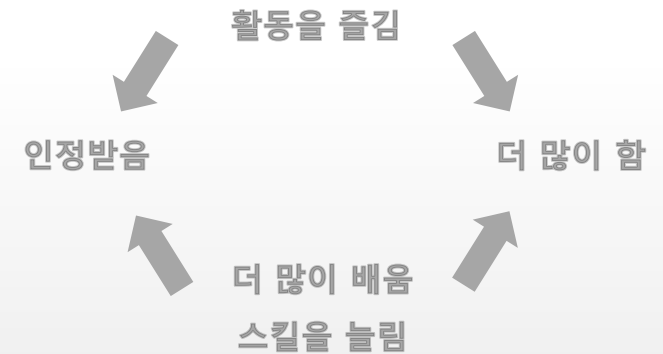 활동을 즐김
인정받음
더 많이 함
더 많이 배움
스킬을 늘림